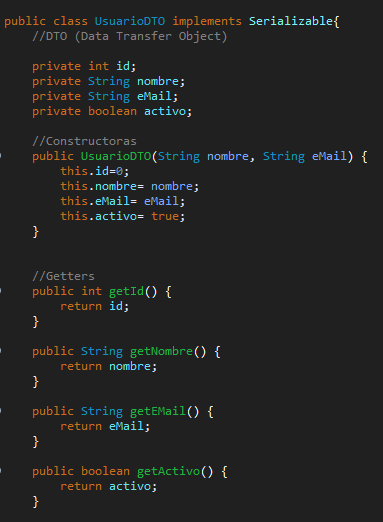 public class UsuarioDTO implements Serializable{
//DTO (Data Transfer Object)
private int id;
private String nombre;
private String eMail;
private boolean activo;
//Constructoras
public UsuarioDTO(String nombre, String eMail) {
this.id=0;
this.nombre= nombre;
this.eMail= eMail;
this.activo= true;
}
//Getters
public int getId() {
return id;
}
public String getNombre() {
return nombre;
}
public String getEMail() {
return eMail;
}
public boolean getActivo() {
return activo;
}